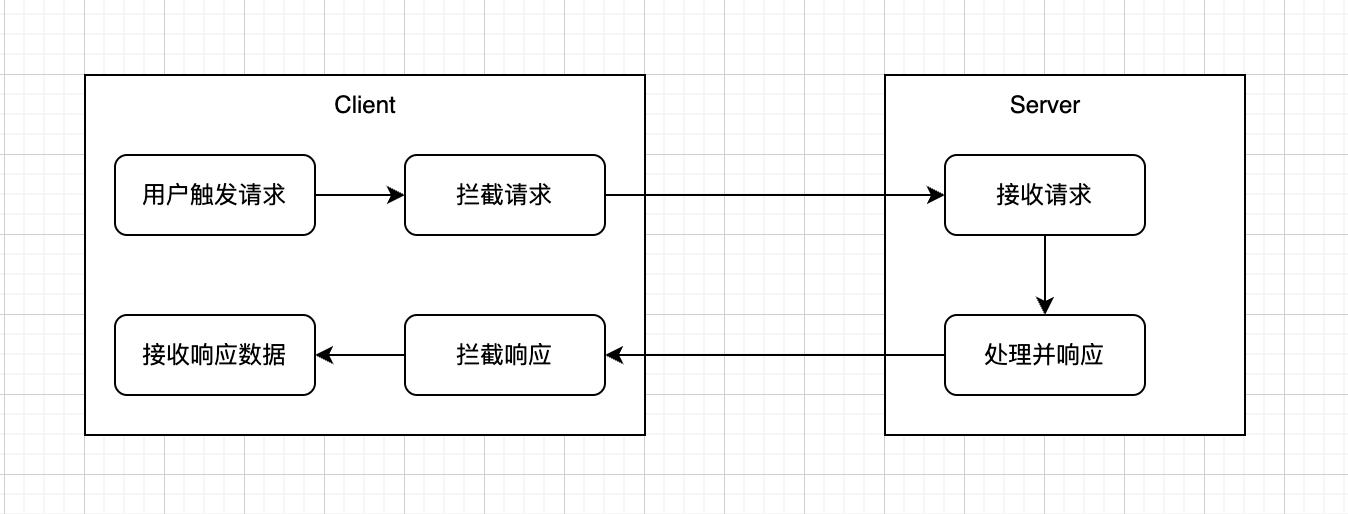 Client
用户触发请求
拦截请求
接收响应数据
拦截响应
Server
接收请求
处理并响应